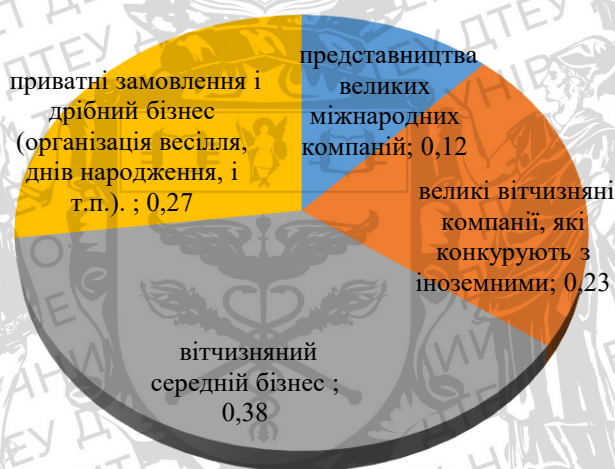 приватні замовлення і
дрібний бізнес
(організація весілля,
днів народження, і
т.п.). ; 0,27
представництва
великих
міжнародних
компаній; 0,12
великі вітчизняні
компанії, які
конкурують з
іноземними; 0,23
вітчизняний
середній бізнес ;
0,38